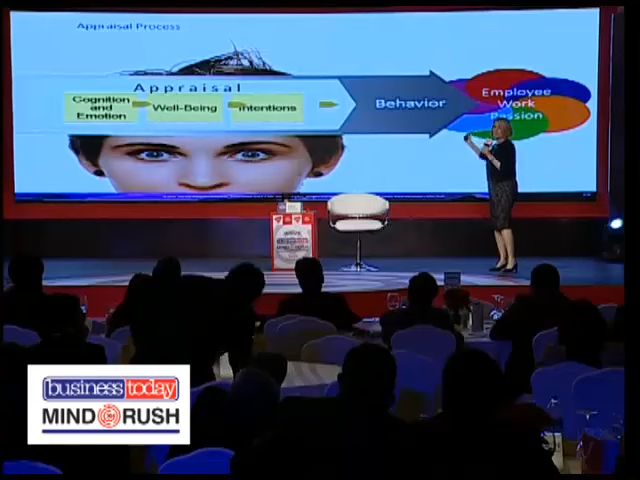 Appraisal Process
Appraisal
Cognition
and
Emotion
Well-Being
Intentions
Behavior
Employee
Work
Passion
business today
MIND RUSH